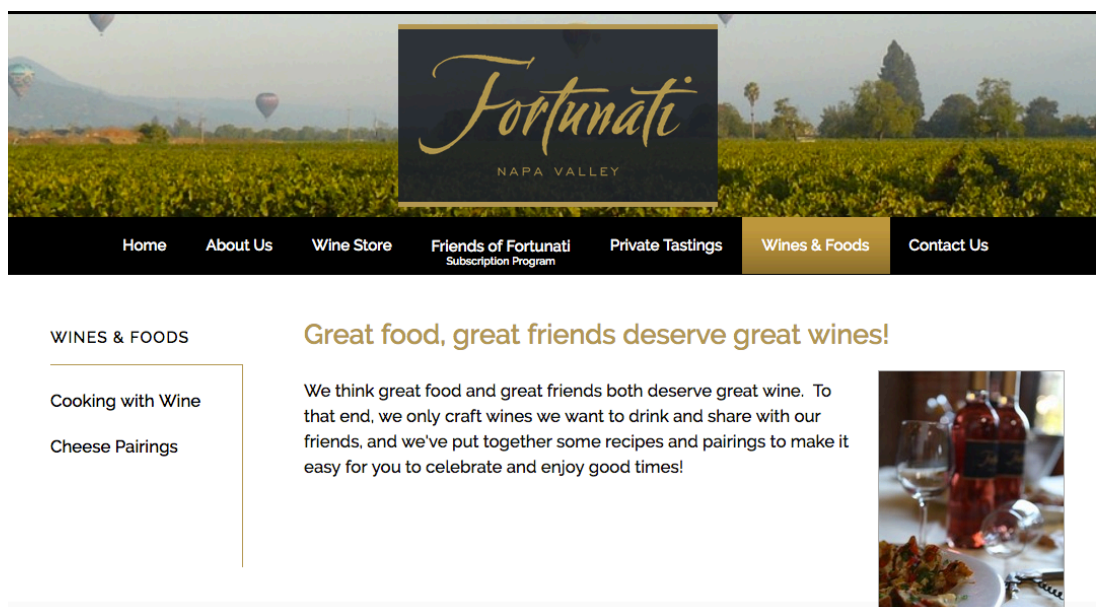 Fortunati
NAPA VALLEY
Home About Us Wine Store Friends of Fortunati Private Tastings Wines & Foods Contact Us
Subscription Program
WINES & FOODS
Cooking with Wine
Cheese Pairings
Great food, great friends deserve great wines!
We think great food and great friends both deserve great wine. To
that end, we only craft wines we want to drink and share with our
friends, and we've put together some recipes and pairings to make it
easy for you to celebrate and enjoy good times!